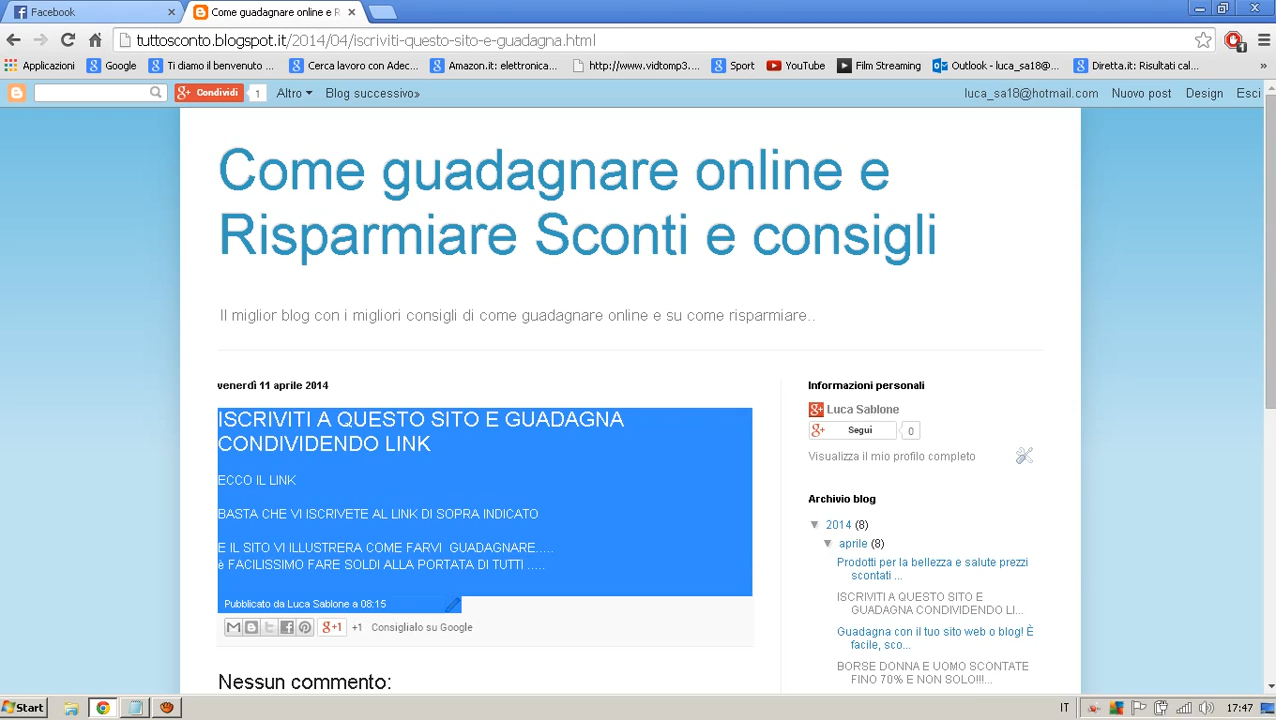 Facebook
Come guadagnare online e R
tuttosconto.blogspot.it/2014/04/iscriviti-questo-sito-e-guadagna.html
Applicazioni
Google
Ti diamo il benvenuto ...
Cerca lavoro con Adec...
Amazon.it: elettronica...
http://www.vidtomp3....
Sport
YouTube
Film Streaming
Outlook - luca_sa18@...
Diretta.it: Risultati cal...
»
Condividi
1
Altro
Blog successivo»
luca_sa18@hotmail.com
Nuovo post
Design
Esci
Come guadagnare online e
Risparmiare Sconti e consigli
Il miglior blog con i migliori consigli di come guadagnare online e su come risparmiare..
venerdì 11 aprile 2014
ISCRIVITI A QUESTO SITO E GUADAGNA
CONDIVIDENDO LINK
ECCO IL LINK
BASTA CHE VI ISCRIVETE AL LINK DI SOPRA INDICATO
E IL SITO VI ILLUSTRERA COME FARVI  GUADAGNARE.....
è FACILISSIMO FARE SOLDI ALLA PORTATA DI TUTTI .....
Pubblicato da Luca Sablone a 08:15
+1
+1 Consiglialo su Google
Nessun commento:
Informazioni personali
Luca Sablone
Segui
0
Visualizza il mio profilo completo
Archivio blog
▼ 2014 (8)
▼ aprile (8)
Prodotti per la bellezza e salute prezzi
scontati ...
ISCRIVITI A QUESTO SITO E
GUADAGNA CONDIVIDENDO LI...
Guadagna con il tuo sito web o blog! È
facile, sco...
BORSE DONNA E UOMO SCONTATE
FINO 70% E NON SOLO!!!...
Start
IT
17:47